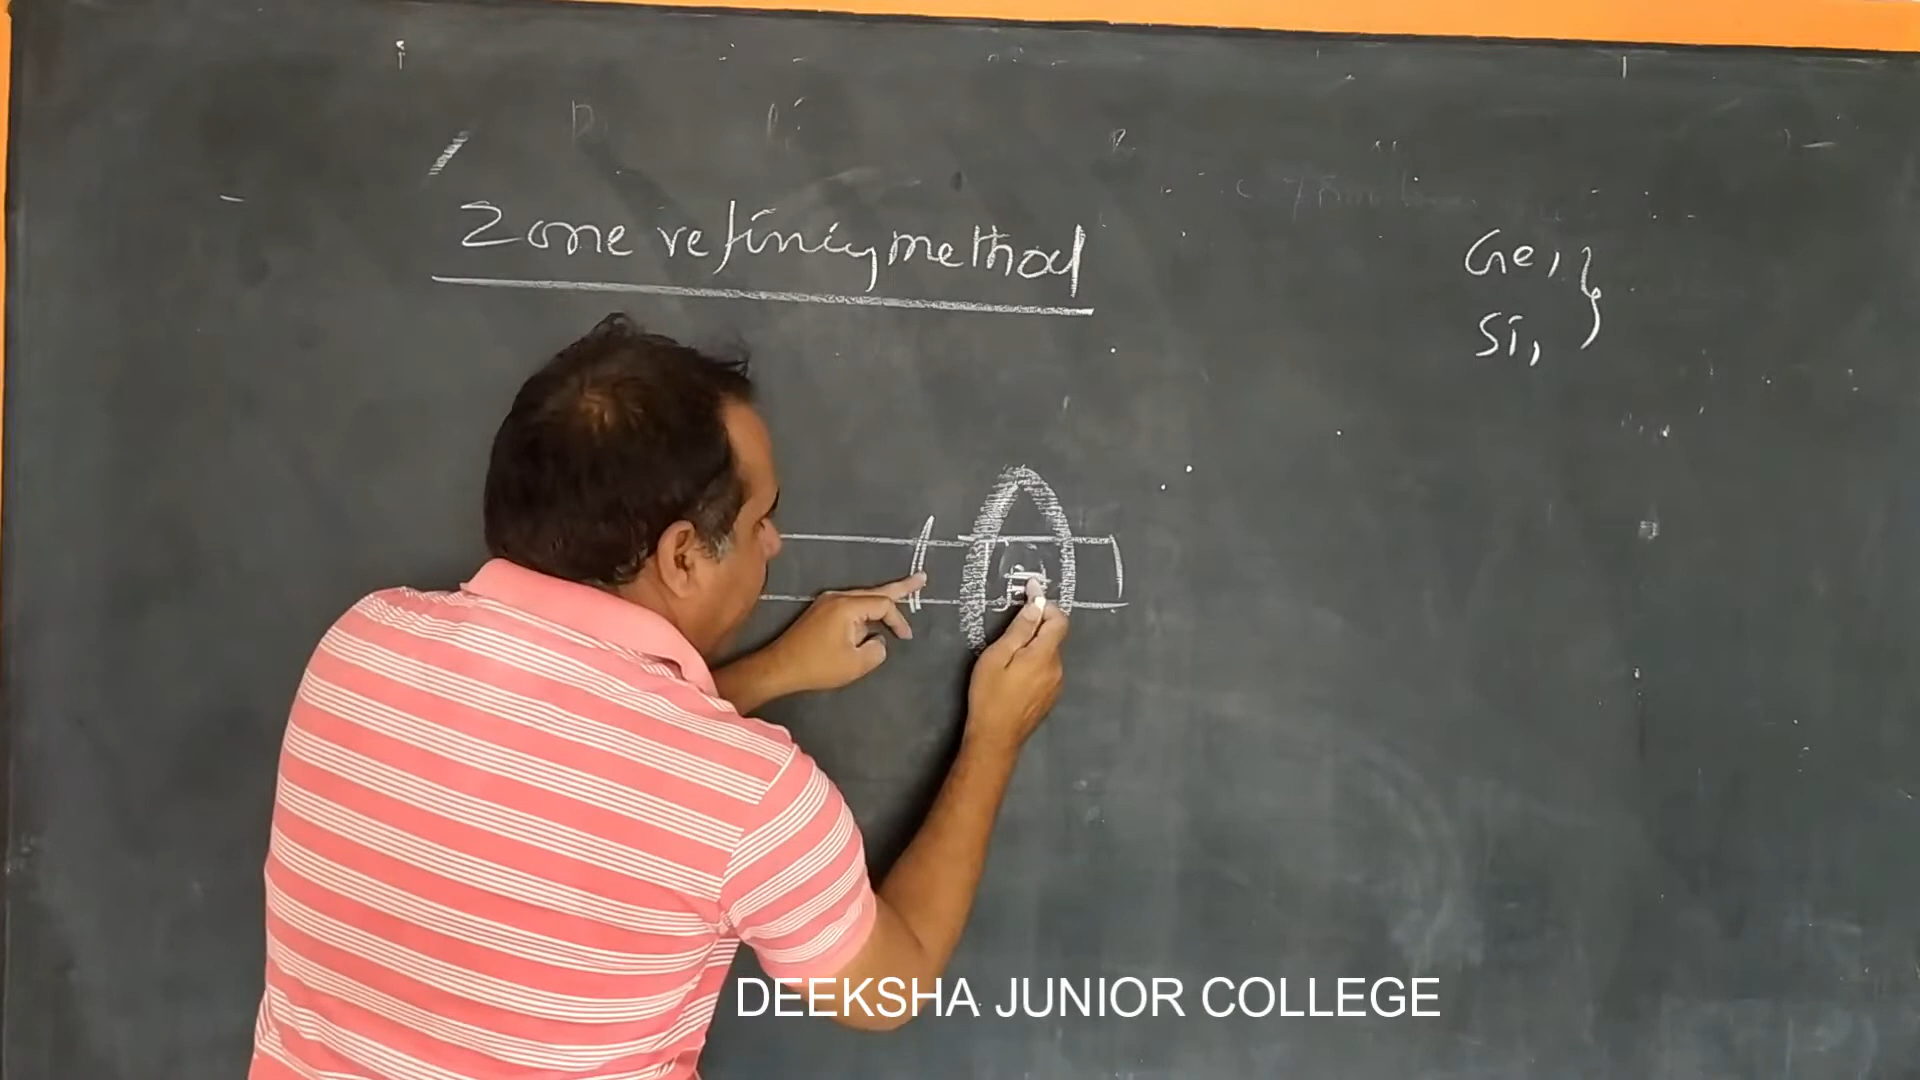 Zone refining method
Ge, }
Si,
DEEKSHA JUNIOR COLLEGE